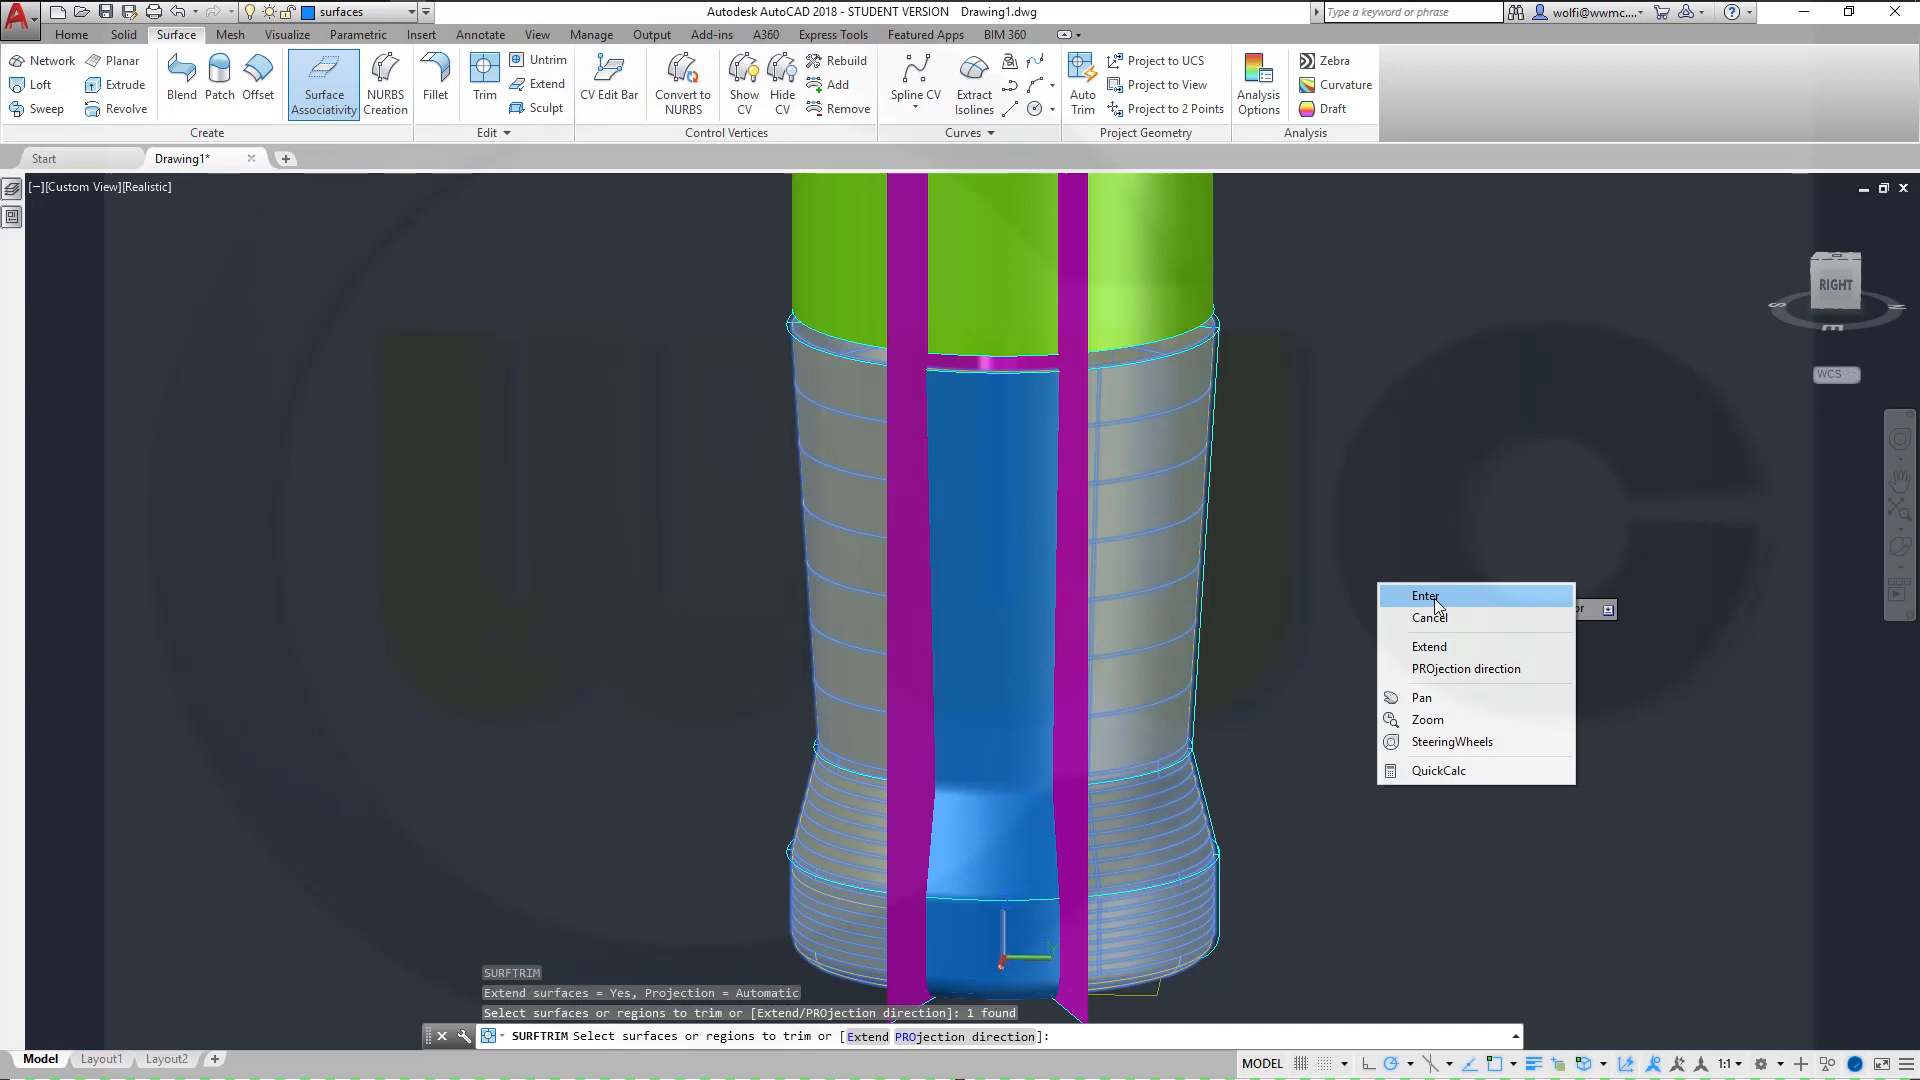 surfaces
Autodesk AutoCAD 2018 - STUDENT VERSION Drawing1.dwg
Type a keyword or phrase
wolfi@wwmc....
Home Solid Surface Mesh Visualize Parametric Insert Annotate View Manage Output Add-ins A360 Express Tools Featured Apps BIM 360
Network Planar
Loft Extrude
Sweep Revolve
Create
Blend Patch Offset
Surface Associativity
NURBS Creation
Fillet
Trim
Untrim
Extend
Sculpt
Edit
CV Edit Bar
Convert to NURBS
Show CV
Hide CV
Rebuild
Add
Remove
Control Vertices
Spline CV
Extract Isolines
Curves
Auto Trim
Project to UCS
Project to View
Project to 2 Points
Project Geometry
Analysis Options
Zebra
Curvature
Draft
Analysis
Start Drawing1*
[−][Custom View][Realistic]
RIGHT
S N
E
WCS
Enter
Cancel
Extend
PROjection direction
Pan
Zoom
SteeringWheels
QuickCalc
or
Y
SURFTRIM
Extend surfaces = Yes, Projection = Automatic
Select surfaces or regions to trim or [Extend/PROjection direction]: 1 found
SURFTRIM Select surfaces or regions to trim or [Extend PROjection direction]:
Model Layout1 Layout2
MODEL 1:1
wuc